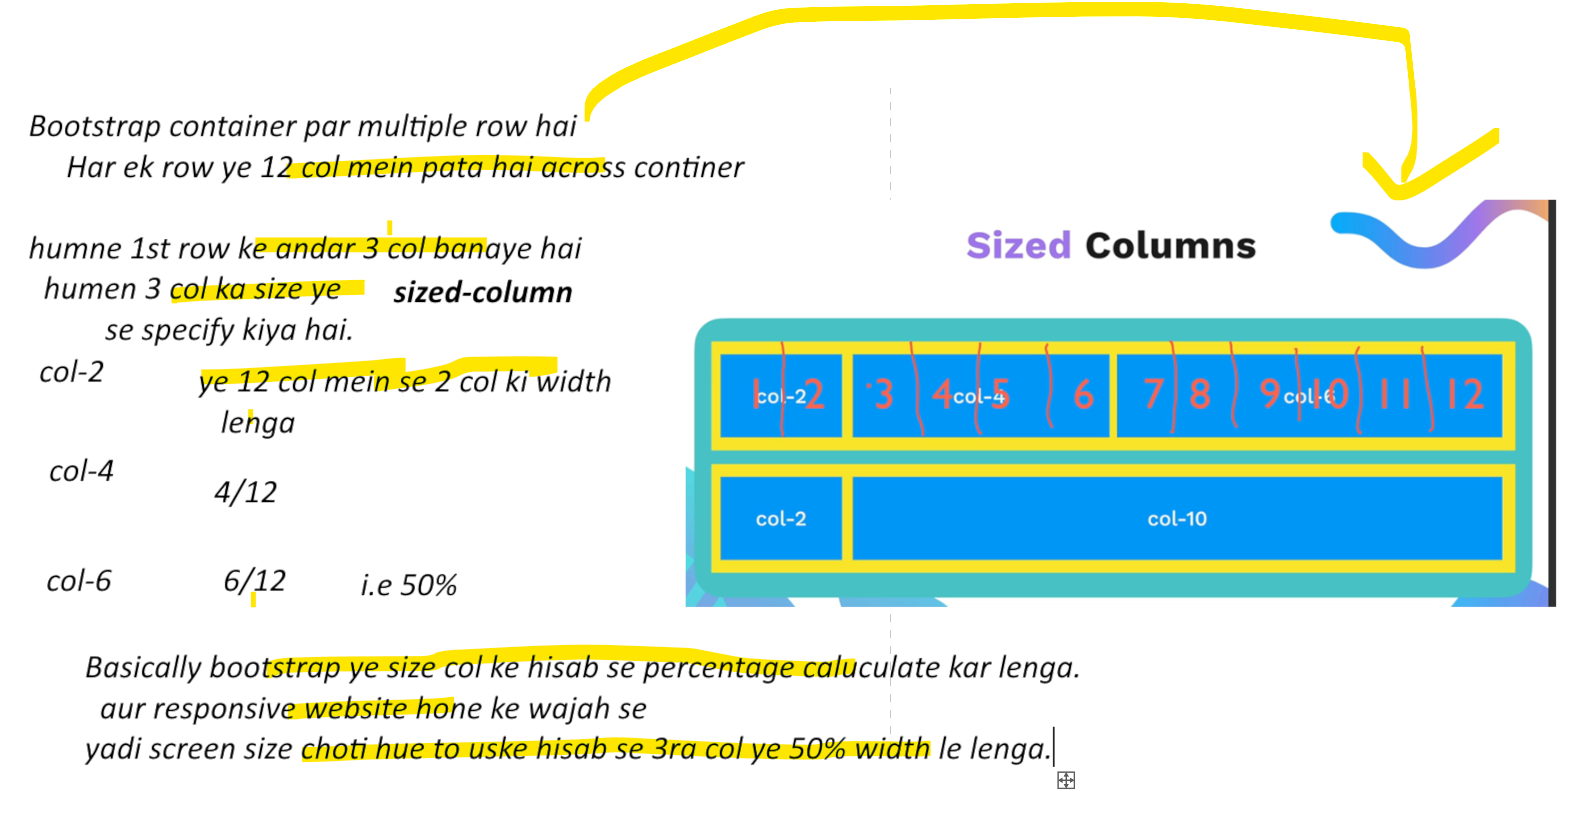 Bootstrap container par multiple row hai
Har ek row ye 12 col mein pata hai across continer
humne 1st row ke andar 3 col banaye hai
humen 3 col ka size ye sized-column
se specify kiya hai.
col-2 ye 12 col mein se 2 col ki width
lenga
col-4 4/12
col-6 6/12 i.e 50%
Sized Columns
col-2 col-4 col-6
1 2 3 4 5 6 7 8 9 10 11 12
col-2 col-10
Basically bootstrap ye size col ke hisab se percentage caluculate kar lenga.
aur responsive website hone ke wajah se
yadi screen size choti hue to uske hisab se 3ra col ye 50% width le lenga.